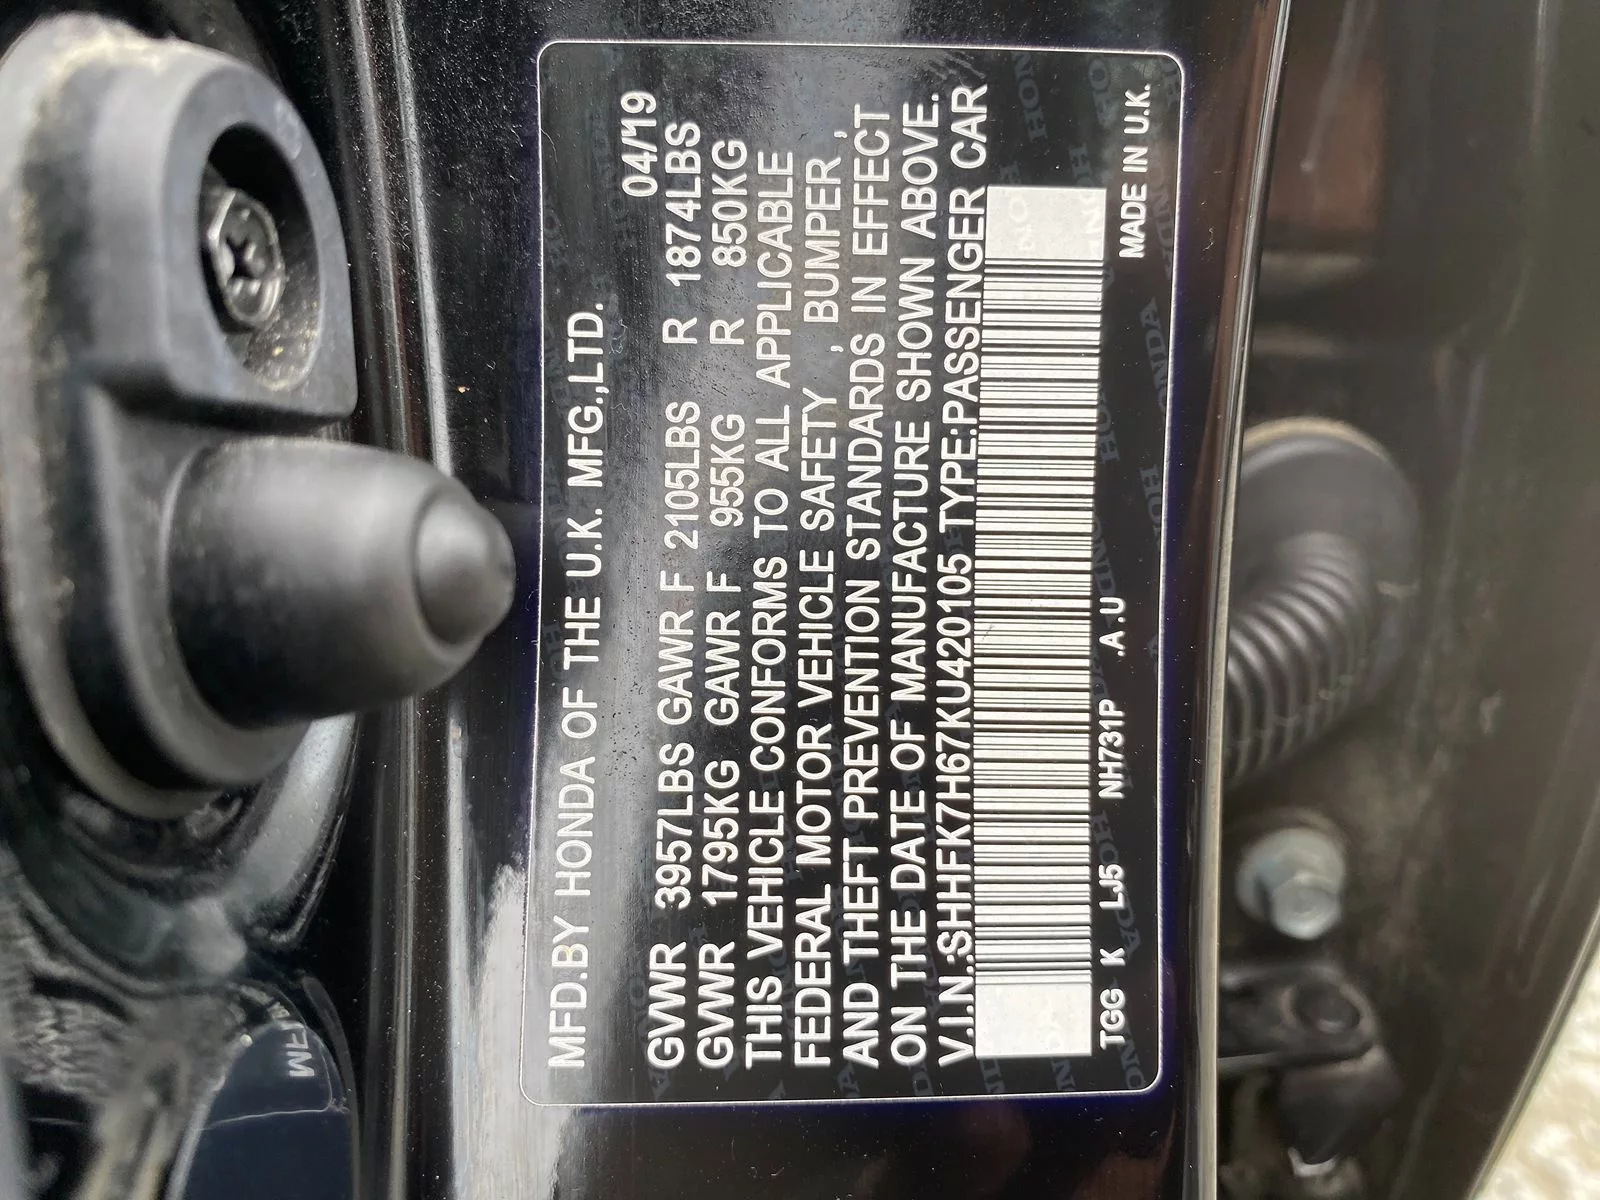 MFD.BY HONDA OF THE U.K. MFG.,LTD.
04/19
GVWR 3957LBS GAWR F 2105LBS R 1874LBS
GVWR 1795KG GAWR F 955KG R 850KG
THIS VEHICLE CONFORMS TO ALL APPLICABLE
FEDERAL MOTOR VEHICLE SAFETY , BUMPER ,
AND THEFT PREVENTION STANDARDS IN EFFECT
ON THE DATE OF MANUFACTURE SHOWN ABOVE.
V.I.N.:SHHFK7H67KU420105 TYPE:PASSENGER CAR
TGG K LJ5 NH731P .A.U MADE IN U.K.